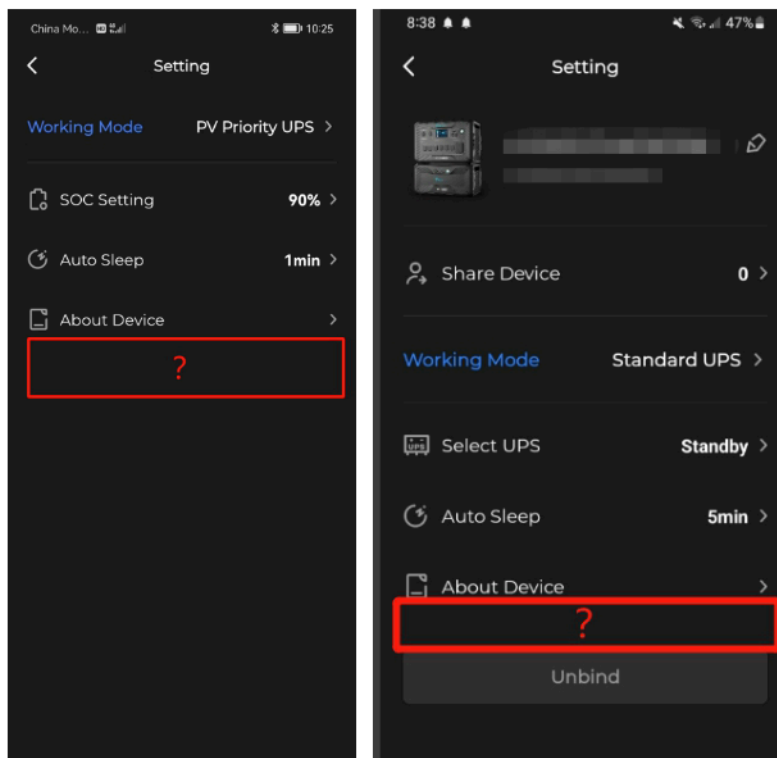 China Mo... HD 10:25
Setting
Working Mode PV Priority UPS
SOC Setting 90%
Auto Sleep 1min
About Device
?
8:38 47%
Setting
Share Device 0
Working Mode Standard UPS
UPS Select UPS Standby
Auto Sleep 5min
About Device
?
Unbind